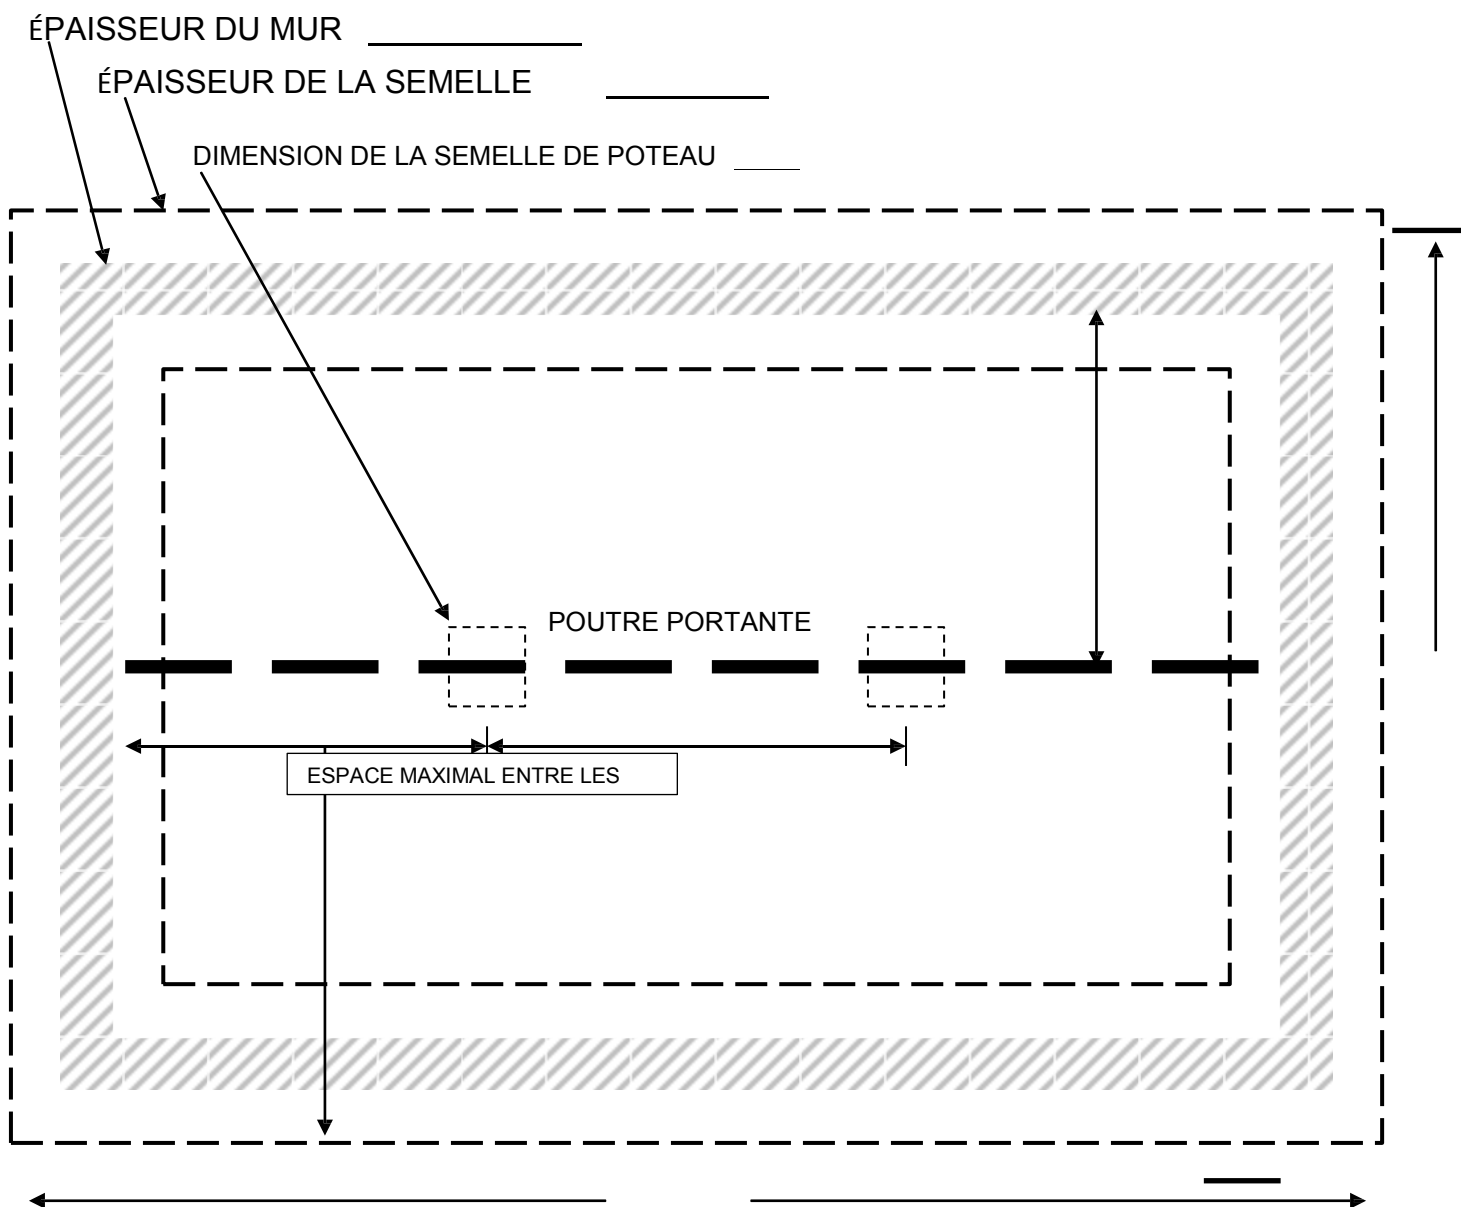 ÉPAISSEUR DU MUR
ÉPAISSEUR DE LA SEMELLE
DIMENSION DE LA SEMELLE DE POTEAU
POUTRE PORTANTE
ESPACE MAXIMAL ENTRE LES